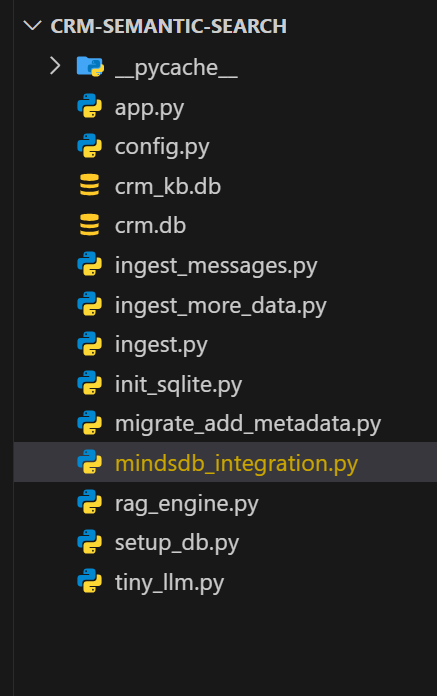 CRM-SEMANTIC-SEARCH
__pycache__
app.py
config.py
crm_kb.db
crm.db
ingest_messages.py
ingest_more_data.py
ingest.py
init_sqlite.py
migrate_add_metadata.py
mindsdb_integration.py
rag_engine.py
setup_db.py
tiny_llm.py